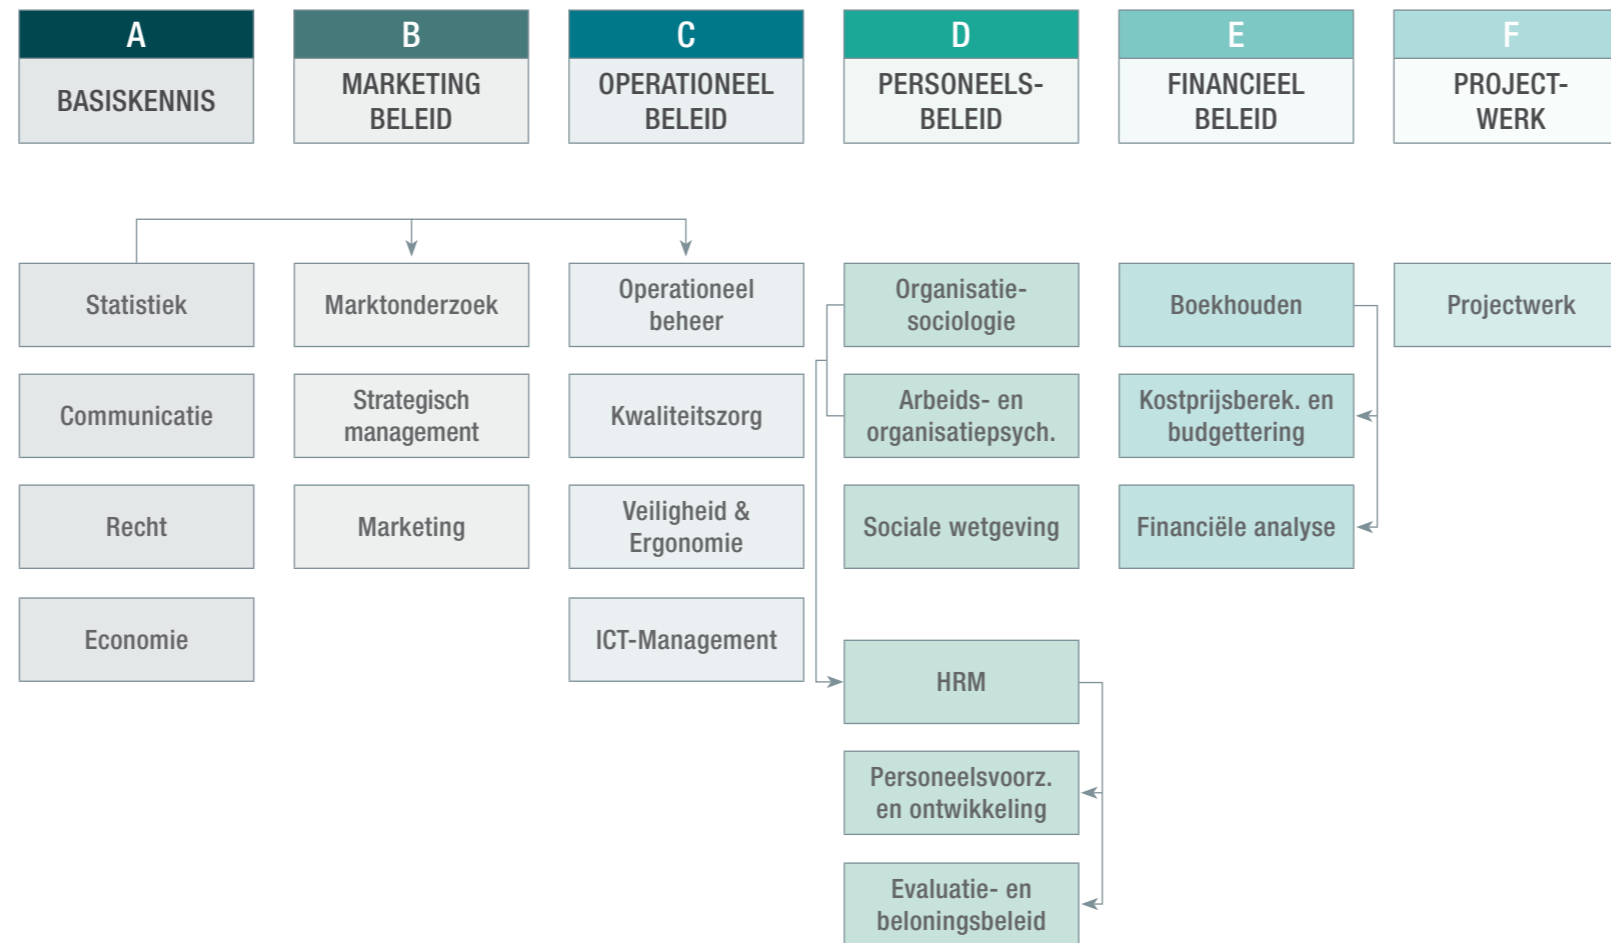 A
BASISKENNIS
B
MARKETING
BELEID
C
OPERATIONEEL
BELEID
D
PERSONEELS-
BELEID
E
FINANCIEEL
BELEID
F
PROJECT-
WERK
Statistiek
Communicatie
Recht
Economie
Marktonderzoek
Strategisch
management
Marketing
Operationeel
beheer
Kwaliteitszorg
Veiligheid &
Ergonomie
ICT-Management
Organisatie-
sociologie
Arbeids- en
organisatiepsych.
Sociale wetgeving
HRM
Personeelsvoorz.
en ontwikkeling
Evaluatie- en
beloningsbeleid
Boekhouden
Kostprijsberek. en
budgettering
Financiële analyse
Projectwerk